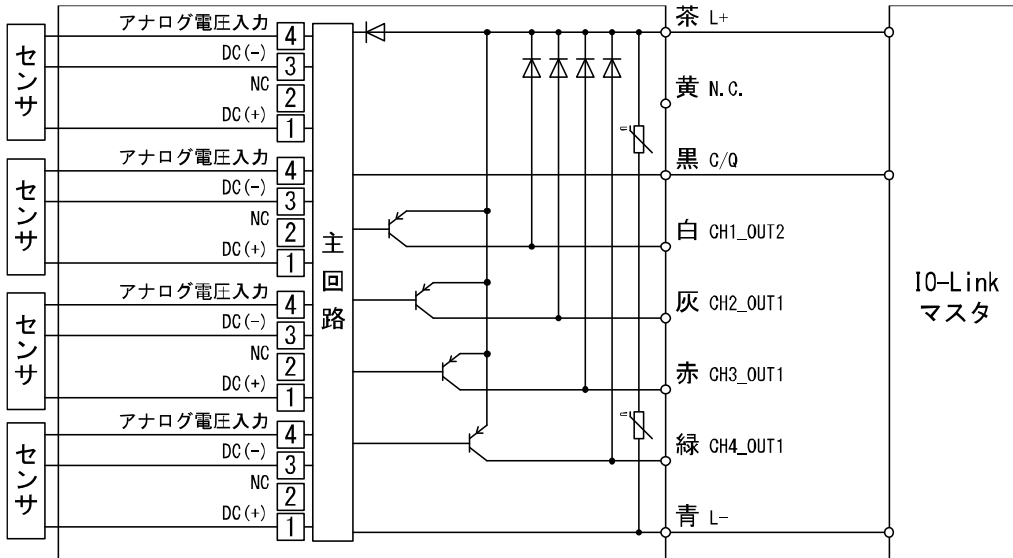 センサ
アナログ電圧入力 4
DC(-) 3
NC 2
DC(+) 1
センサ
アナログ電圧入力 4
DC(-) 3
NC 2
DC(+) 1
センサ
アナログ電圧入力 4
DC(-) 3
NC 2
DC(+) 1
センサ
アナログ電圧入力 4
DC(-) 3
NC 2
DC(+) 1
主回路
茶 L+
黄 N.C.
黒 C/Q
白 CH1_OUT2
灰 CH2_OUT1
赤 CH3_OUT1
緑 CH4_OUT1
青 L-
IO-Link
マスタ